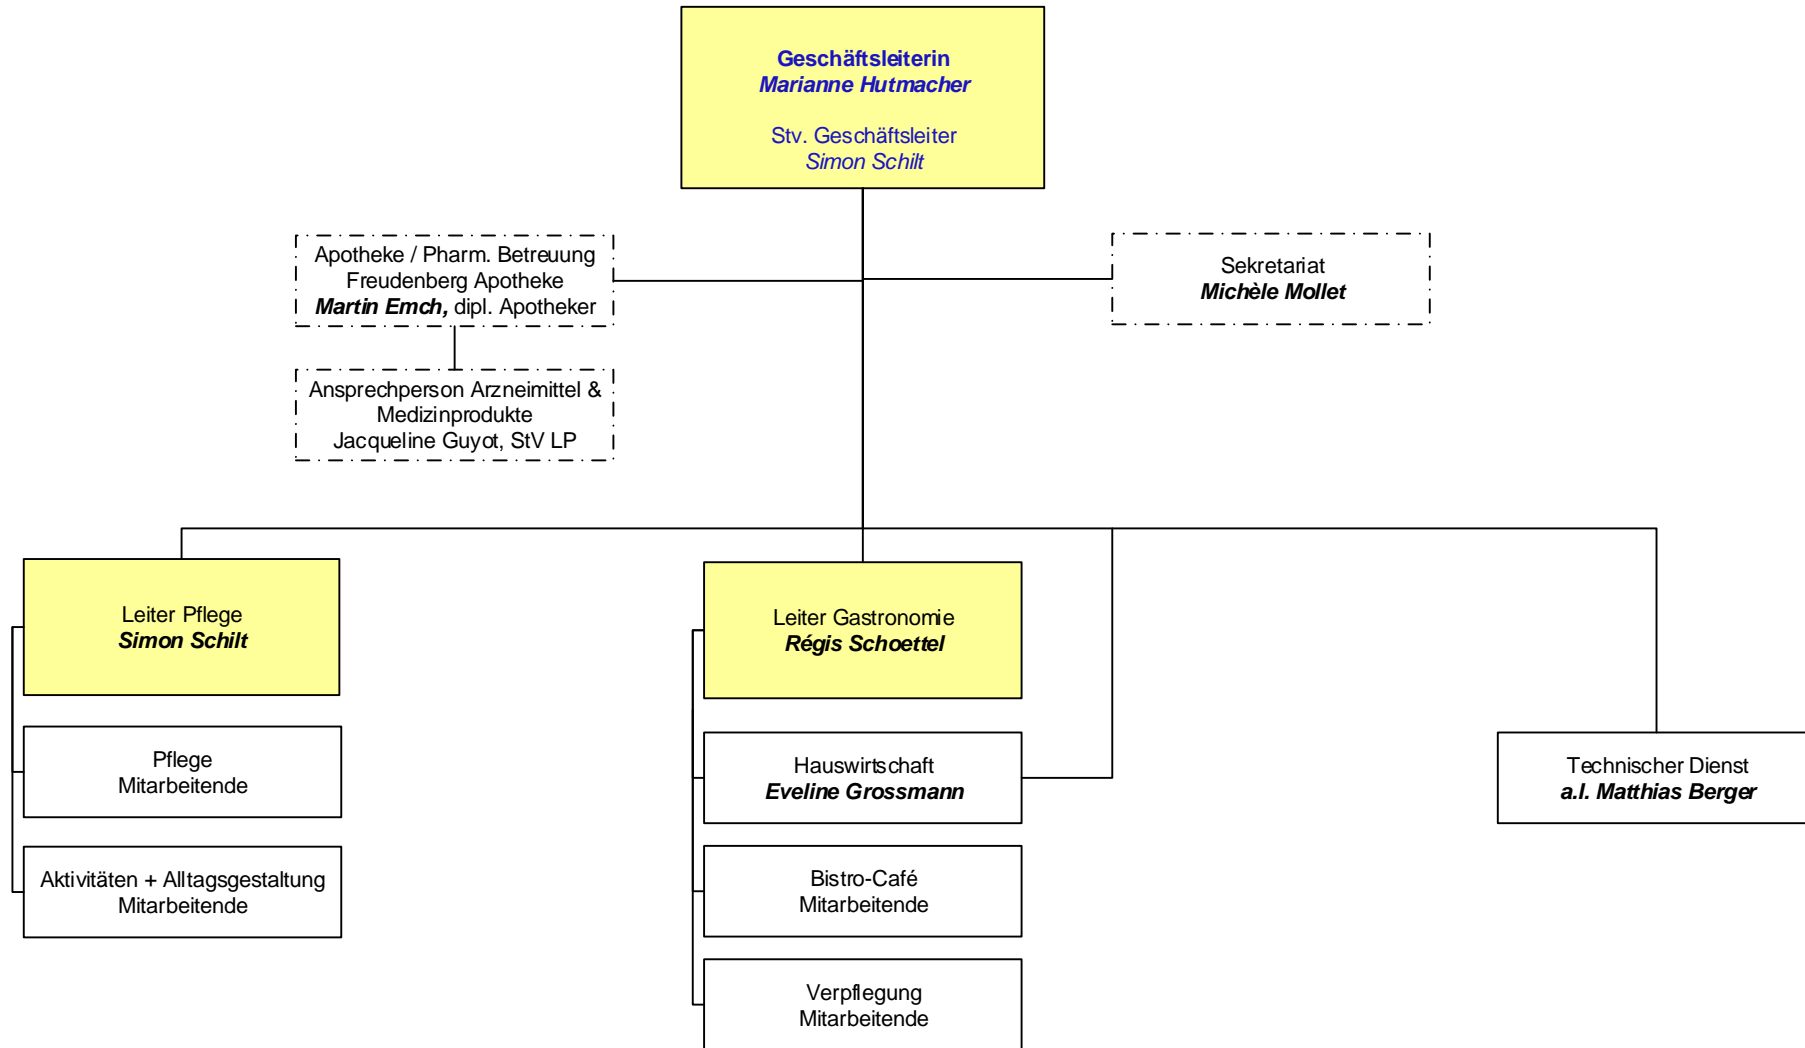 Geschäftsleiterin
Marianne Hutmacher
Stv. Geschäftsleiter
Simon Schilt
Apotheke / Pharm. Betreuung
Freudenberg Apotheke
Martin Emch, dipl. Apotheker
Sekretariat
Michèle Mollet
Ansprechperson Arzneimittel &
Medizinprodukte
Jacqueline Guyot, StV LP
Leiter Pflege
Simon Schilt
Leiter Gastronomie
Régis Schoettel
Pflege
Mitarbeitende
Hauswirtschaft
Eveline Grossmann
Technischer Dienst
a.I. Matthias Berger
Aktivitäten + Alltagsgestaltung
Mitarbeitende
Bistro-Café
Mitarbeitende
Verpflegung
Mitarbeitende